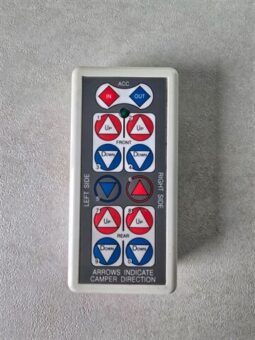 ACC.
IN OUT
UP UP
FRONT
DOWN DOWN
LEFT SIDE
RIGHT SIDE
UP UP
REAR
DOWN DOWN
ARROWS INDICATE
CAMPER DIRECTION